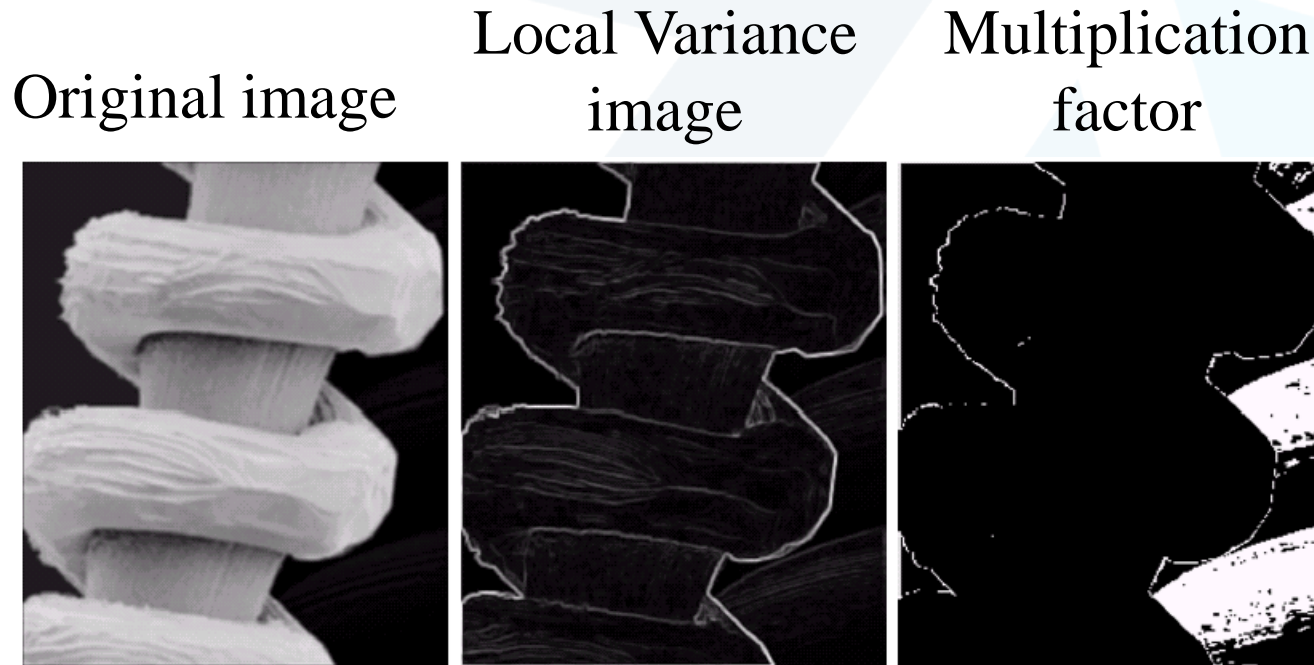 Original image
Local Variance
image
Multiplication
factor